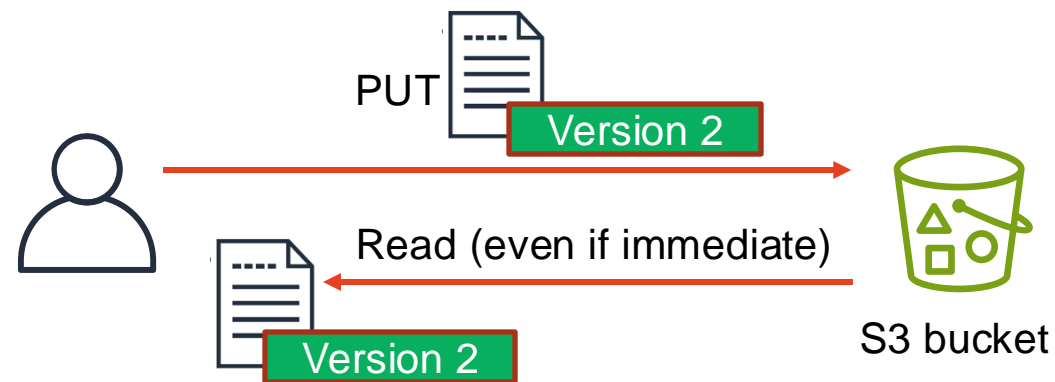 PUT
Version 2
Read (even if immediate)
Version 2
S3 bucket